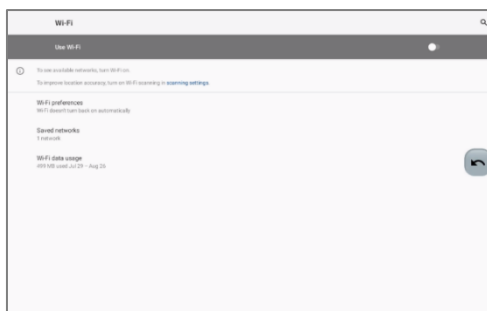 Wi-Fi
Use Wi-Fi
To see available networks, turn Wi-Fi on.
To improve location accuracy, turn on Wi-Fi scanning in scanning settings.
Wi-Fi preferences
Wi-Fi doesn't turn back on automatically
Saved networks
1 network
Wi-Fi data usage
499 MB used Jul 29 – Aug 26